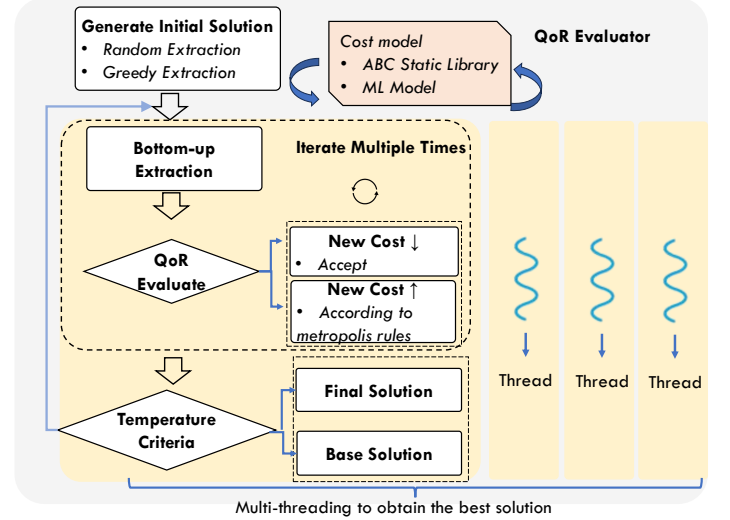 Generate Initial Solution
• Random Extraction
• Greedy Extraction
Cost model
• ABC Static Library
• ML Model
QoR Evaluator
Bottom-up
Extraction
Iterate Multiple Times
QoR
Evaluate
New Cost ↓
• Accept
New Cost ↑
• According to
metropolis rules
Temperature
Criteria
Final Solution
Base Solution
Thread
Thread
Thread
Multi-threading to obtain the best solution